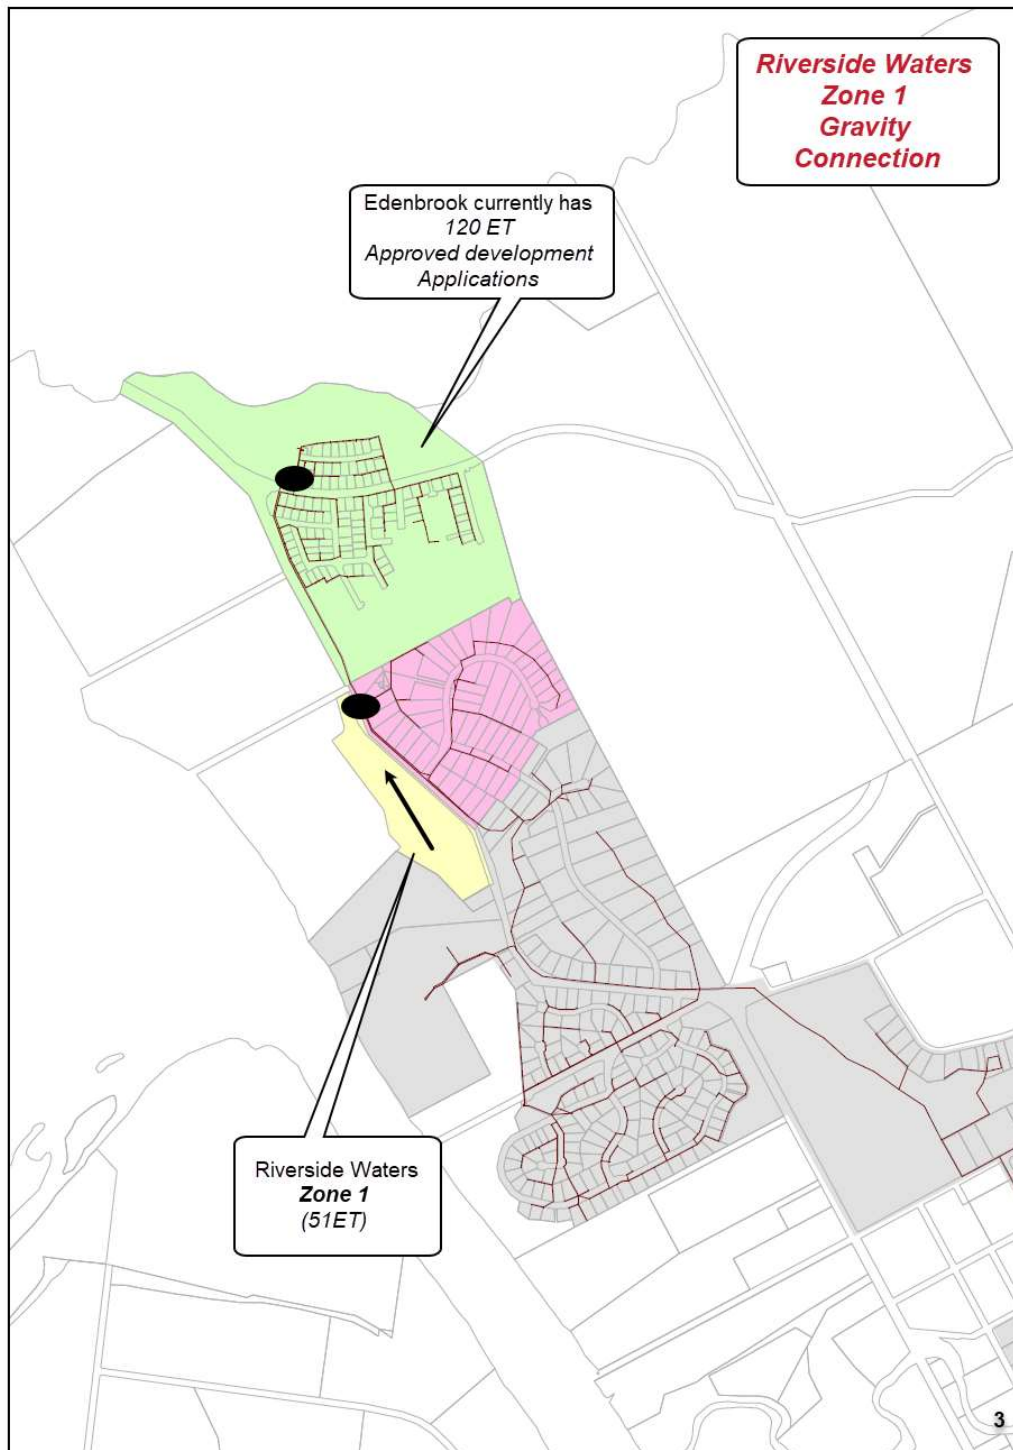 Riverside Waters
Zone 1
Gravity
Connection
Edenbrook currently has
120 ET
Approved development
Applications
Riverside Waters
Zone 1
(51ET)
3